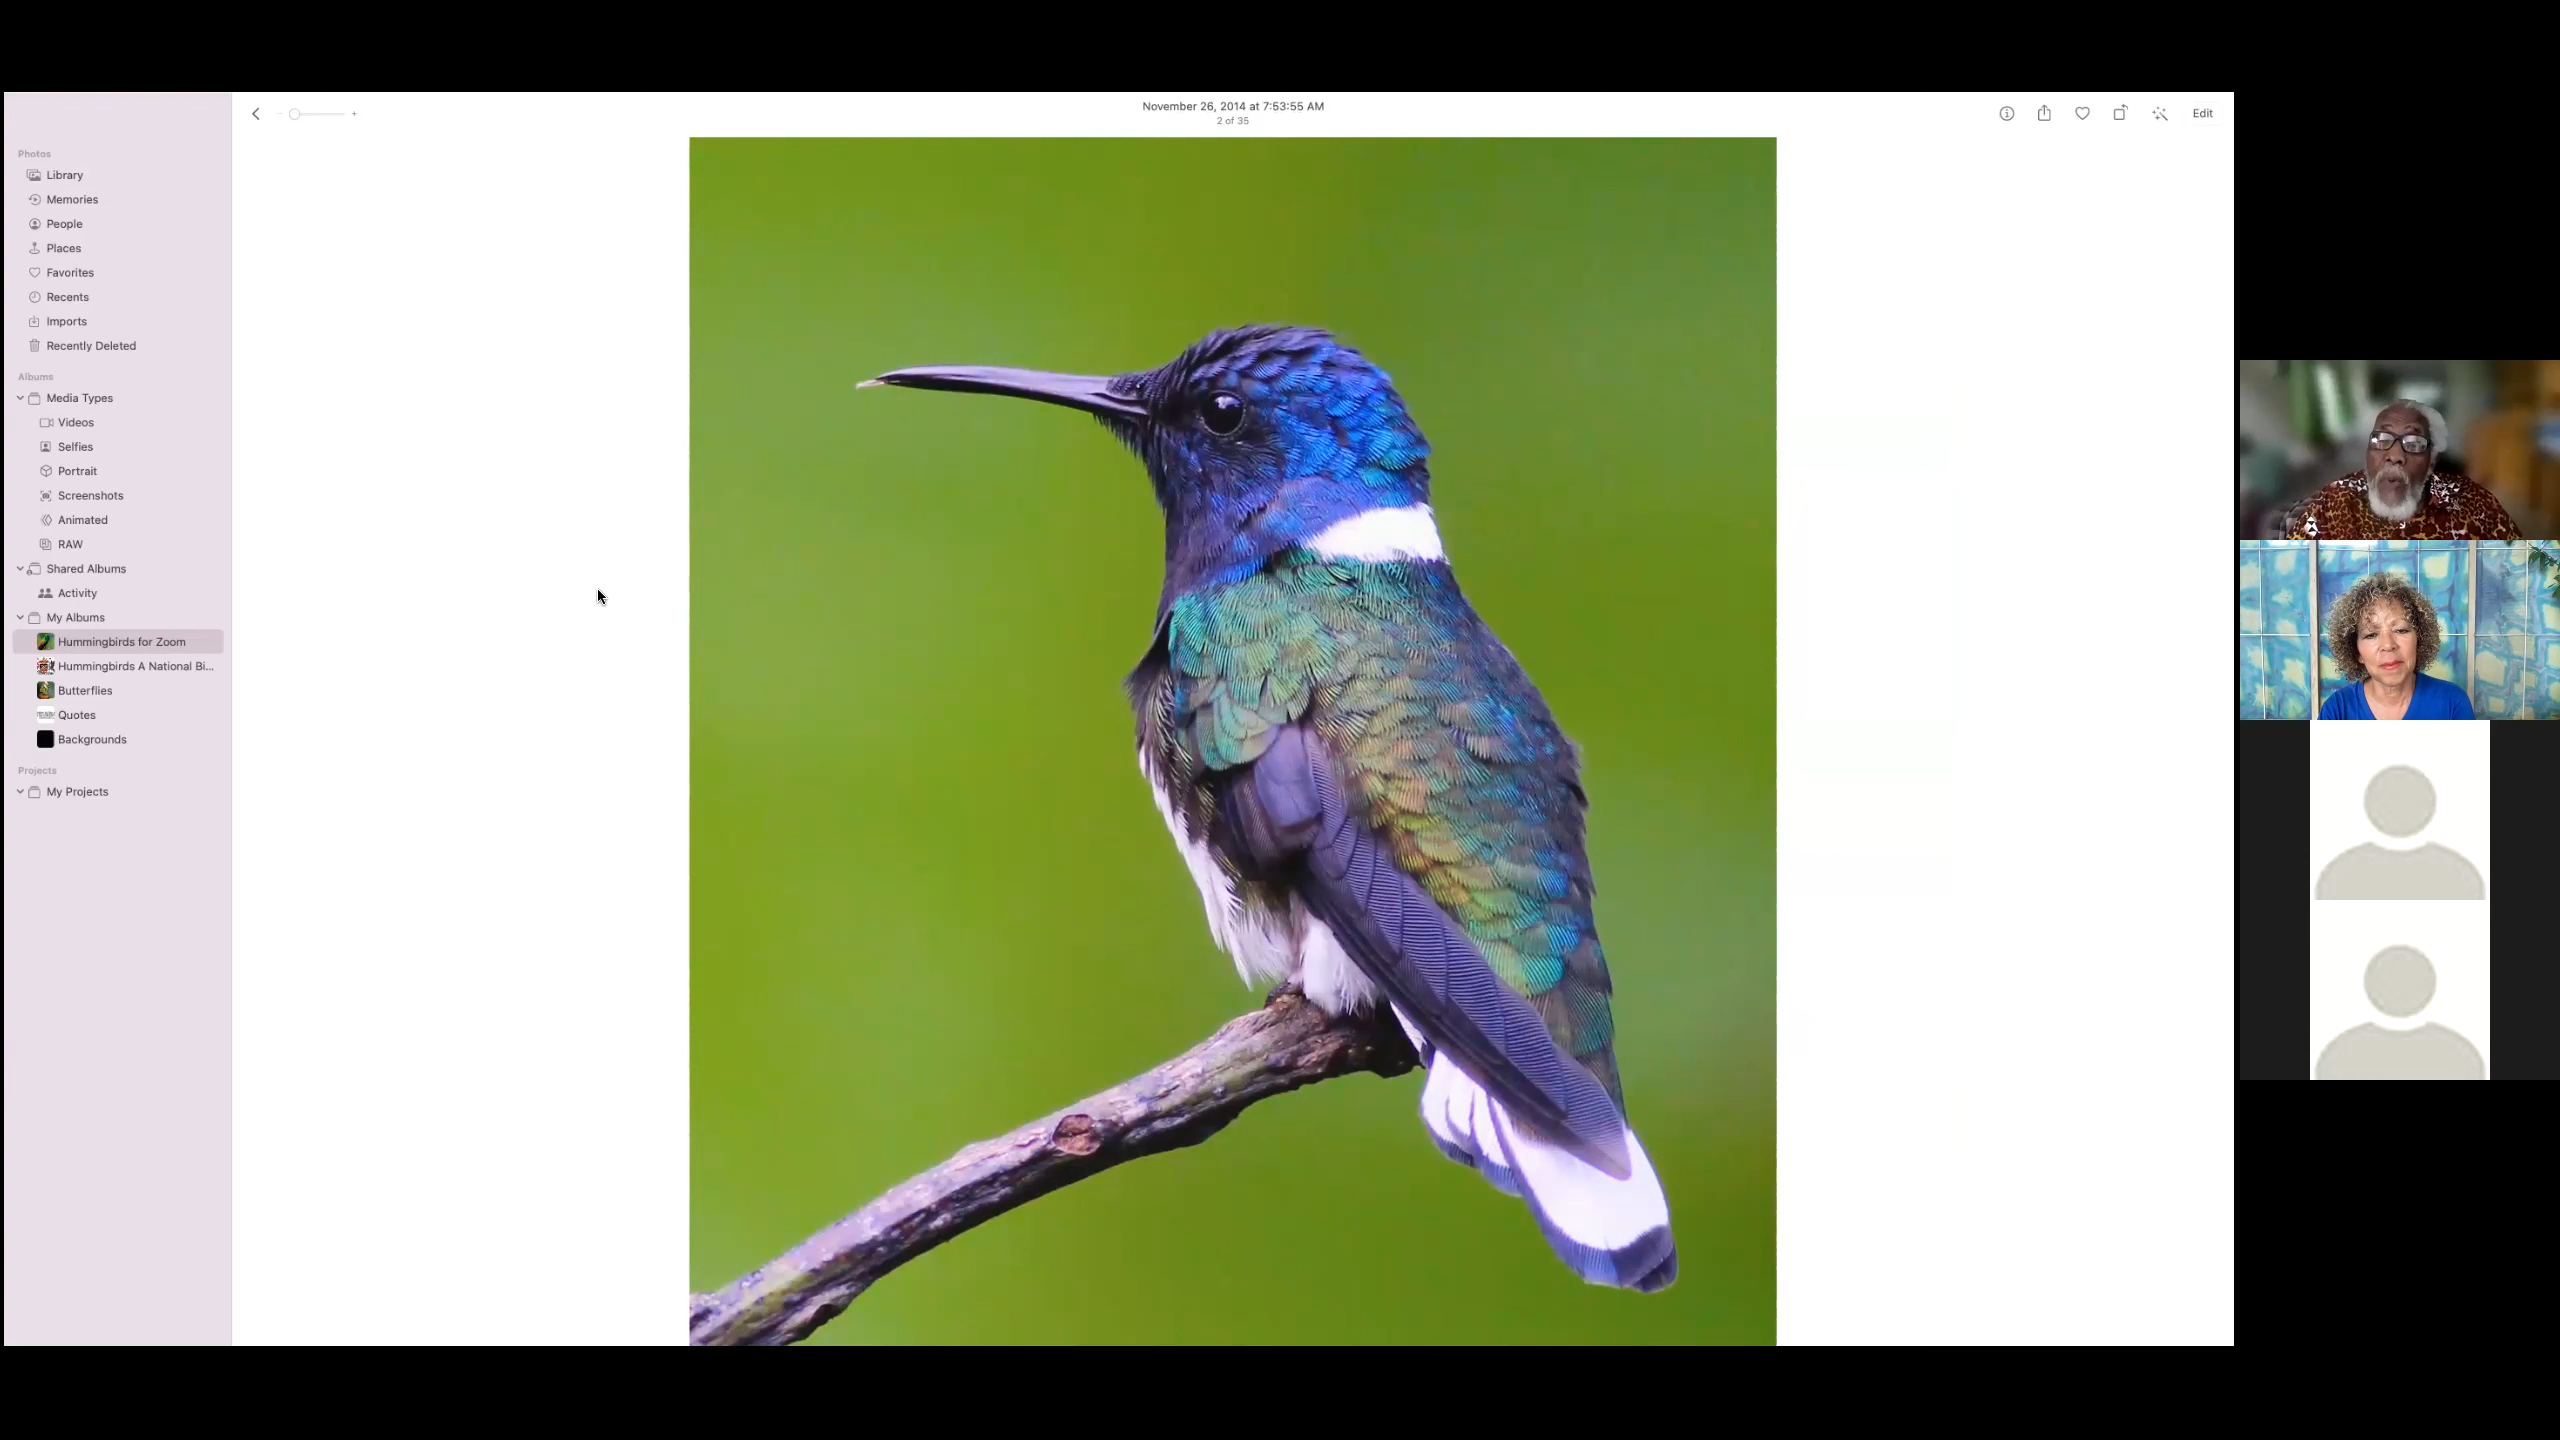 November 26, 2014 at 7:53:55 AM
2 of 35
Edit
Photos
Library
Memories
People
Places
Favorites
Recents
Imports
Recently Deleted
Albums
Media Types
Videos
Selfies
Portrait
Screenshots
Animated
RAW
Shared Albums
Activity
My Albums
Hummingbirds for Zoom
Hummingbirds A National Bi...
Butterflies
Quotes
Backgrounds
Projects
My Projects